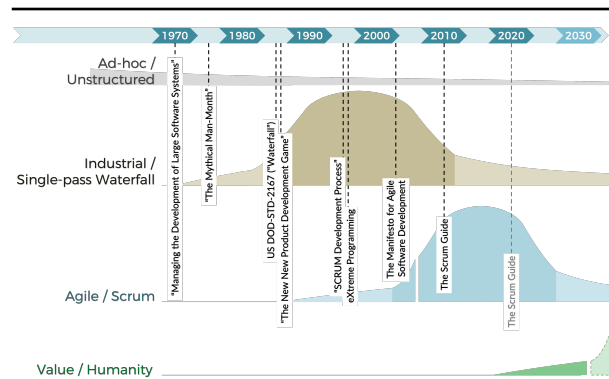 1970 1980 1990 2000 2010 2020 2030
Ad-hoc /
Unstructured
Industrial /
Single-pass Waterfall
Agile / Scrum
Value / Humanity
"Managing the Development of Large Software Systems"
"The Mythical Man-Month"
US DOD-STD-2167 ("Waterfall")
"The New New Product Development Game"
"SCRUM Development Process"
eXtreme Programming
The Manifesto for Agile
Software Development
The Scrum Guide
The Scrum Guide